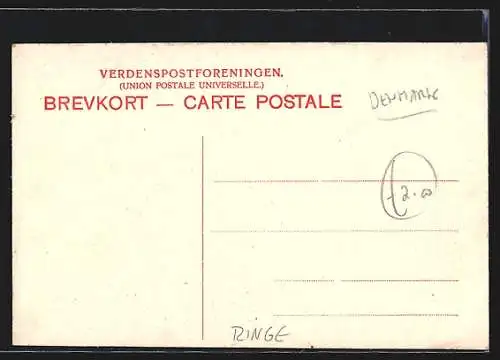 VERDENSPOSTFORENINGEN.
(UNION POSTALE UNIVERSELLE.)
BREVKORT — CARTE POSTALE
DENMARK
£2.00
RINGE